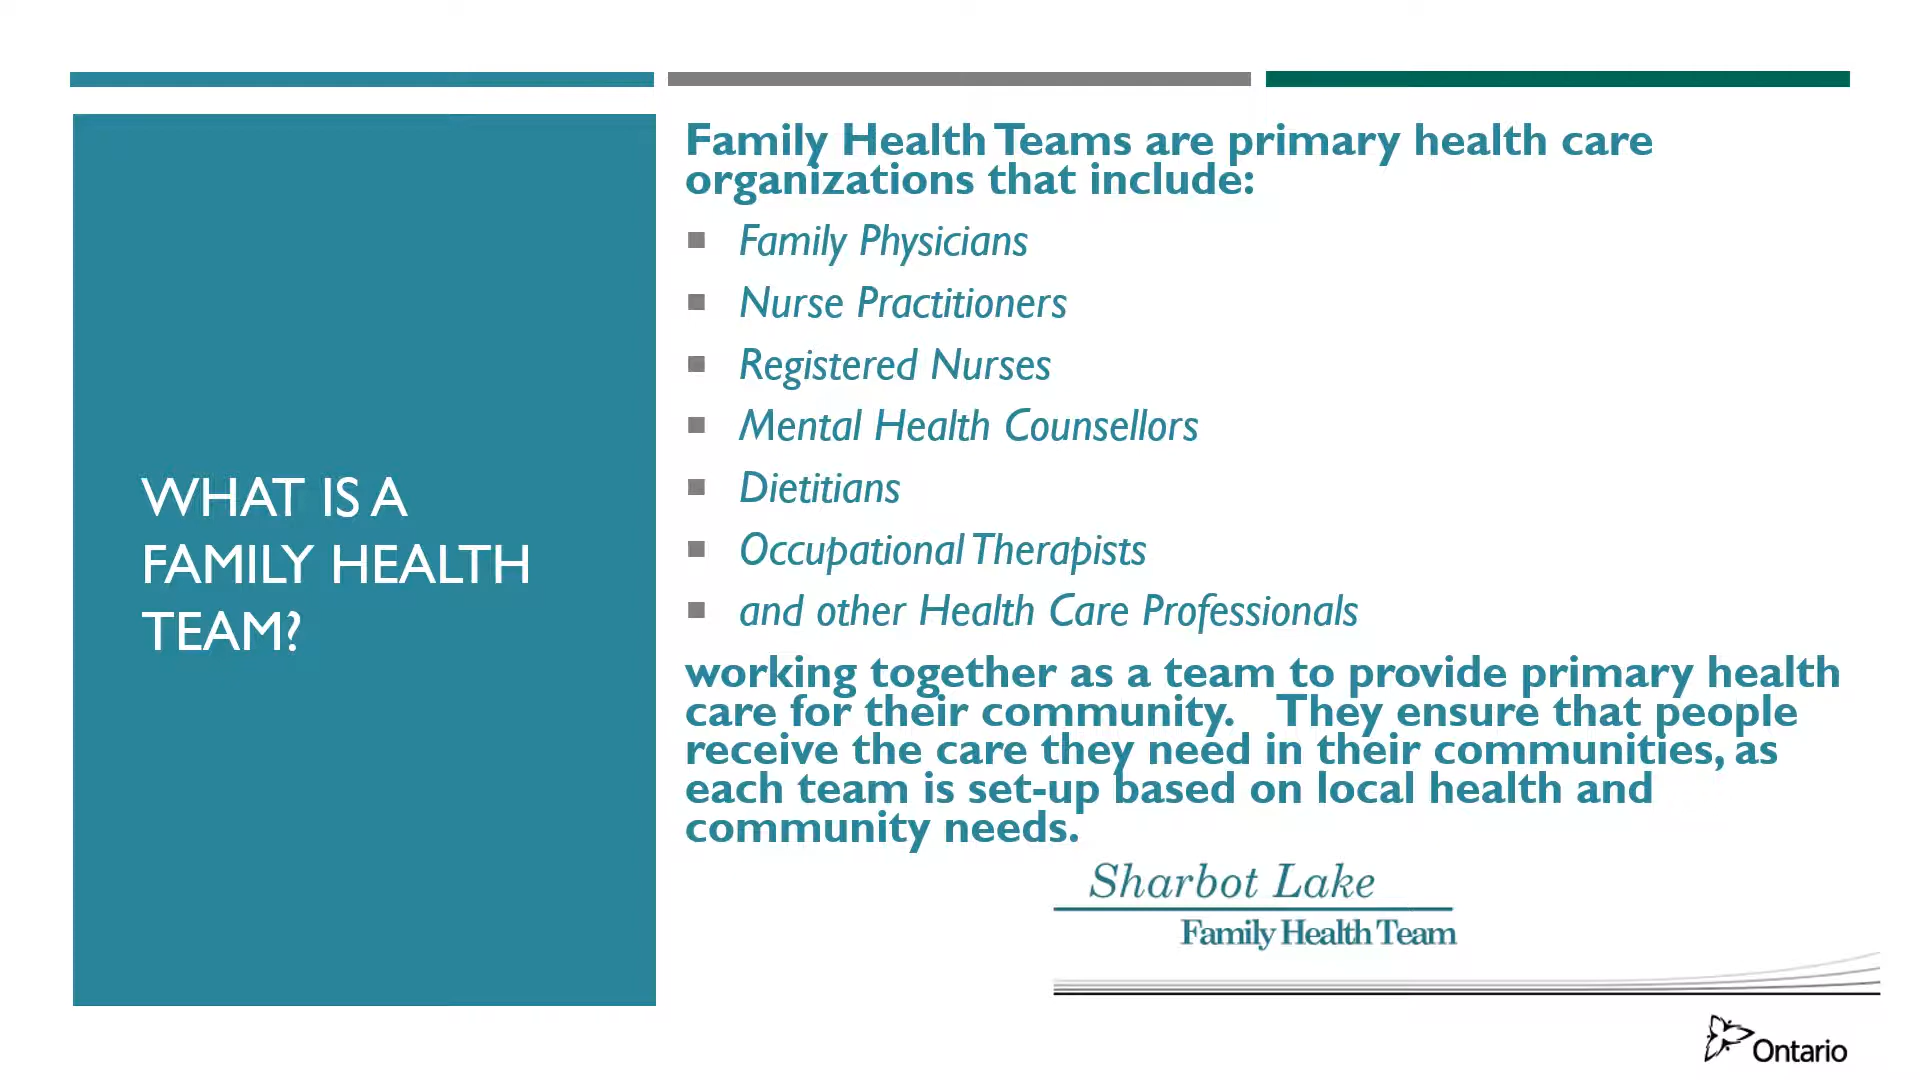 WHAT IS A
FAMILY HEALTH
TEAM?
Family Health Teams are primary health care
organizations that include:
Family Physicians
Nurse Practitioners
Registered Nurses
Mental Health Counsellors
Dietitians
Occupational Therapists
and other Health Care Professionals
working together as a team to provide primary health
care for their community. They ensure that people
receive the care they need in their communities, as
each team is set-up based on local health and
community needs.
Sharbot Lake
Family Health Team
Ontario